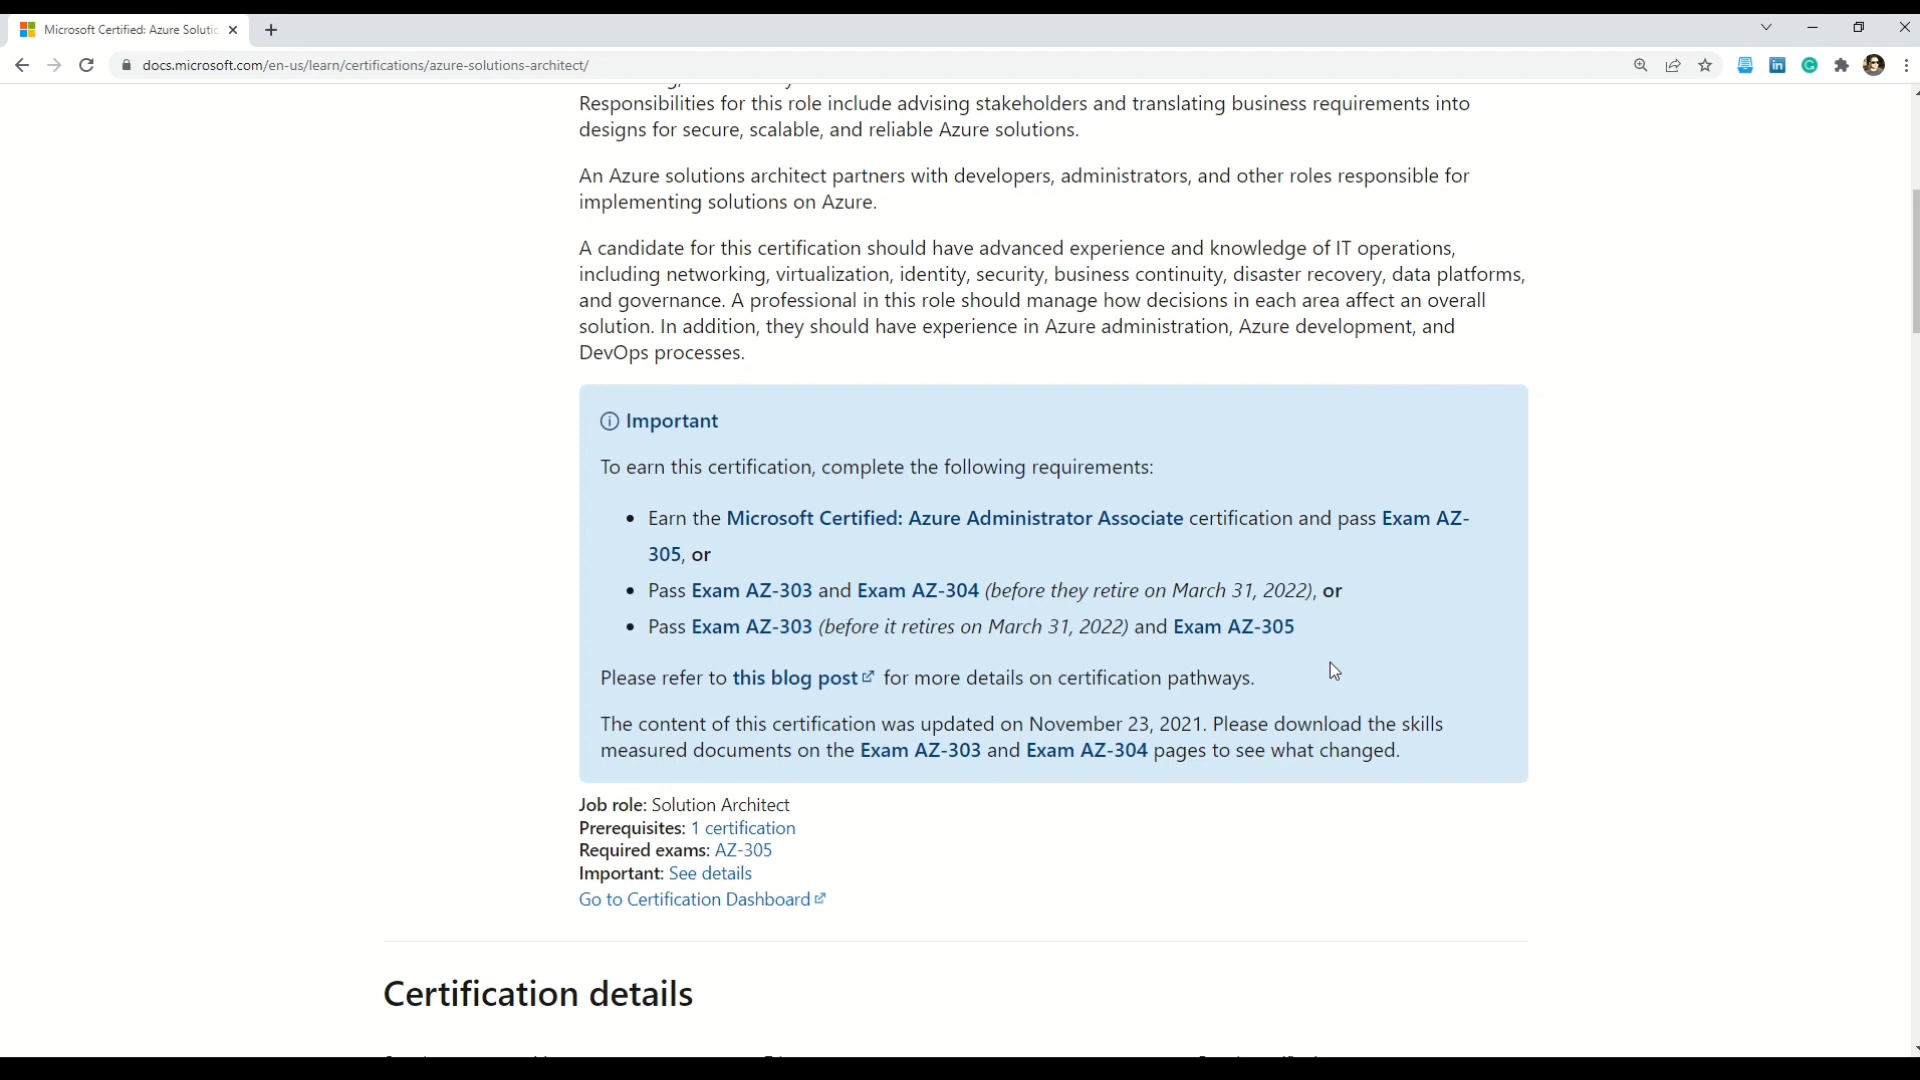 Microsoft Certified: Azure Solutic
docs.microsoft.com/en-us/learn/certifications/azure-solutions-architect/
Responsibilities for this role include advising stakeholders and translating business requirements into
designs for secure, scalable, and reliable Azure solutions.
An Azure solutions architect partners with developers, administrators, and other roles responsible for
implementing solutions on Azure.
A candidate for this certification should have advanced experience and knowledge of IT operations,
including networking, virtualization, identity, security, business continuity, disaster recovery, data platforms,
and governance. A professional in this role should manage how decisions in each area affect an overall
solution. In addition, they should have experience in Azure administration, Azure development, and
DevOps processes.
Important
To earn this certification, complete the following requirements:
• Earn the Microsoft Certified: Azure Administrator Associate certification and pass Exam AZ-
305, or
• Pass Exam AZ-303 and Exam AZ-304 (before they retire on March 31, 2022), or
• Pass Exam AZ-303 (before it retires on March 31, 2022) and Exam AZ-305
Please refer to this blog post for more details on certification pathways.
The content of this certification was updated on November 23, 2021. Please download the skills
measured documents on the Exam AZ-303 and Exam AZ-304 pages to see what changed.
Job role: Solution Architect
Prerequisites: 1 certification
Required exams: AZ-305
Important: See details
Go to Certification Dashboard
Certification details